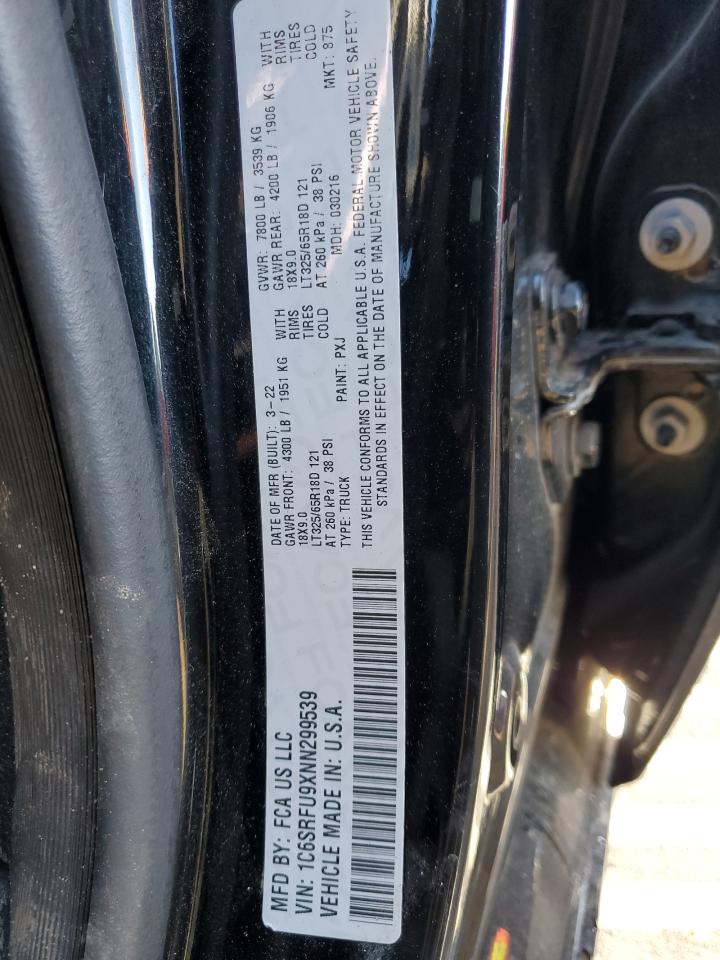 MFD BY: FCA US LLC
VIN: 1C6SRFU9XNN299539
VEHICLE MADE IN: U.S.A.
DATE OF MFR (BUILT): 3-22
GAWR FRONT: 4300 LB / 1951 KG WITH
18X9.0 RIMS
LT325/65R18D 121 TIRES
AT 260 kPa / 38 PSI COLD
TYPE: TRUCK PAINT: PXJ
GVWR: 7800 LB / 3539 KG
GAWR REAR: 4200 LB / 1906 KG WITH
18X9.0 RIMS
LT325/65R18D 121 TIRES
AT 260 kPa / 38 PSI COLD
MDH: 030216 MKT: 875
THIS VEHICLE CONFORMS TO ALL APPLICABLE U.S.A. FEDERAL MOTOR VEHICLE SAFETY
STANDARDS IN EFFECT ON THE DATE OF MANUFACTURE SHOWN ABOVE.